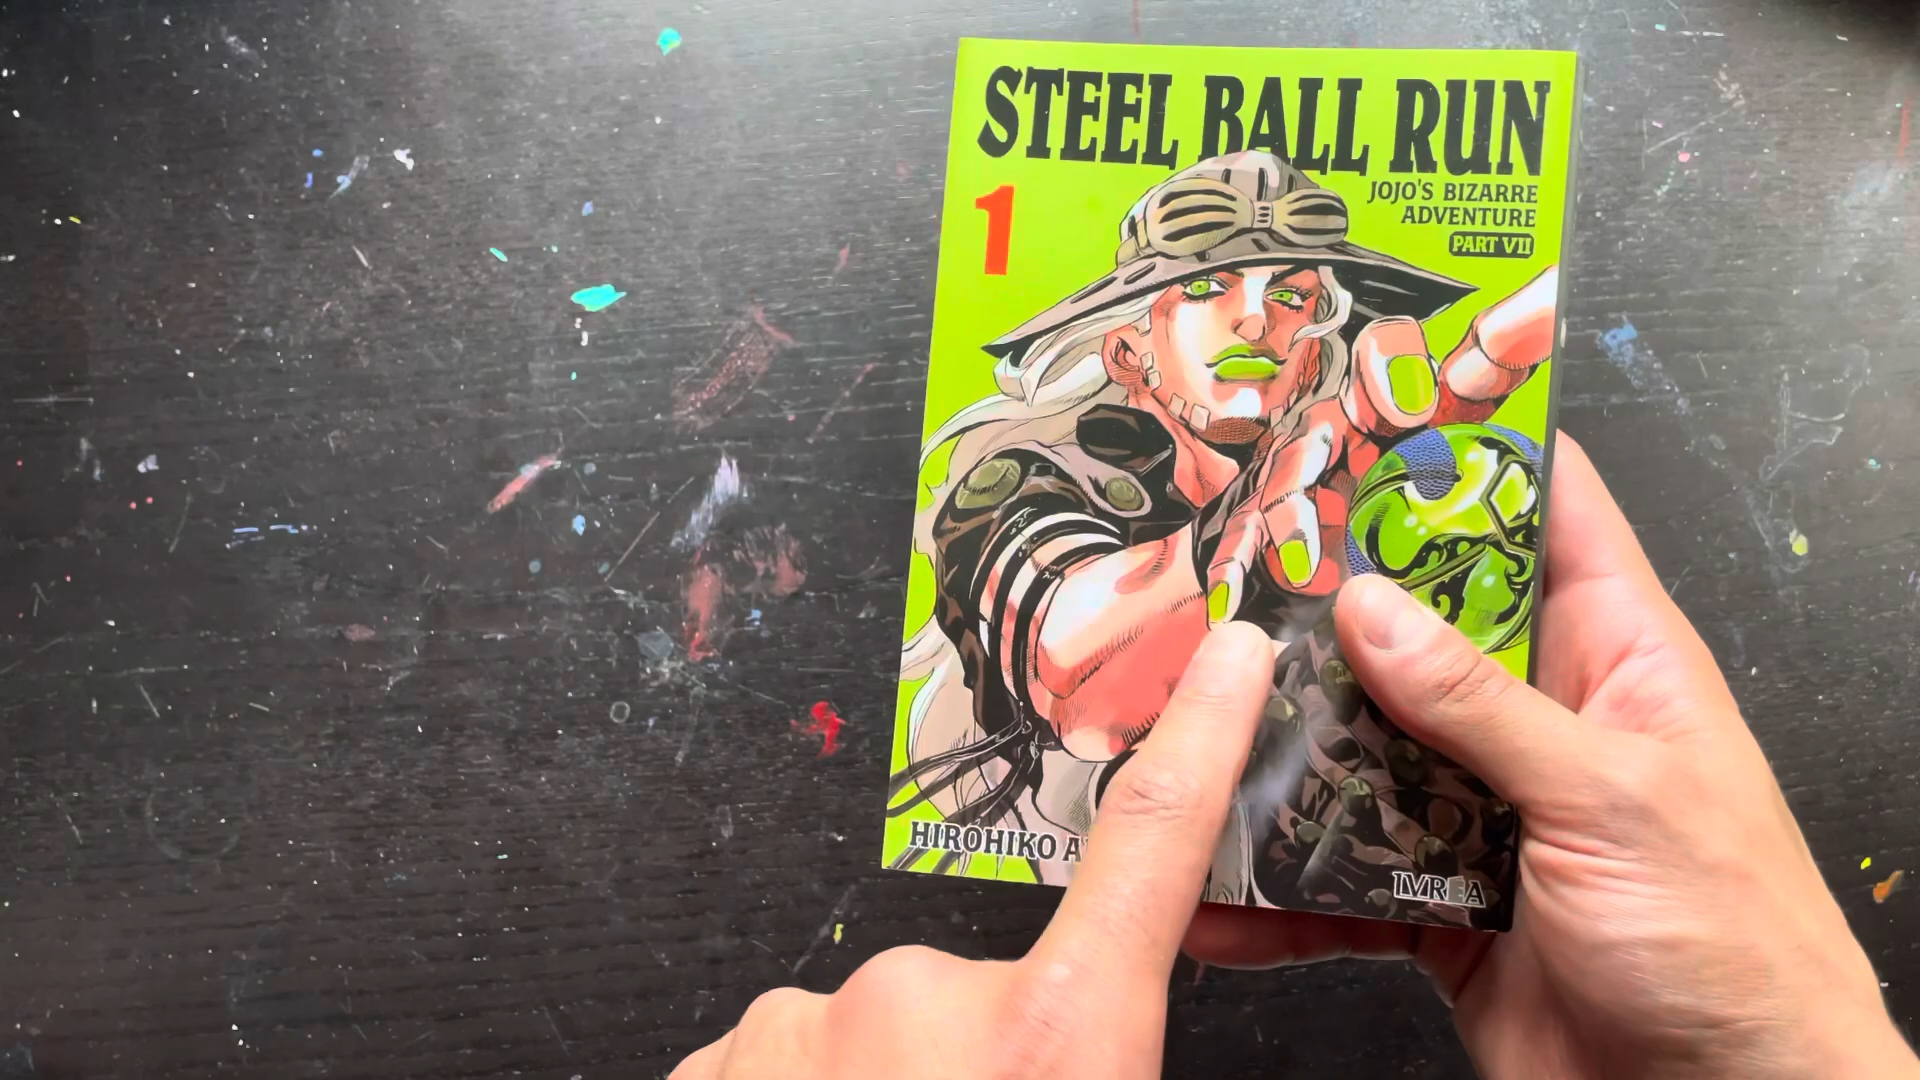 STEEL BALL RUN
1
JOJO'S BIZARRE
ADVENTURE
PART VII
HIROHIKO
IVREA